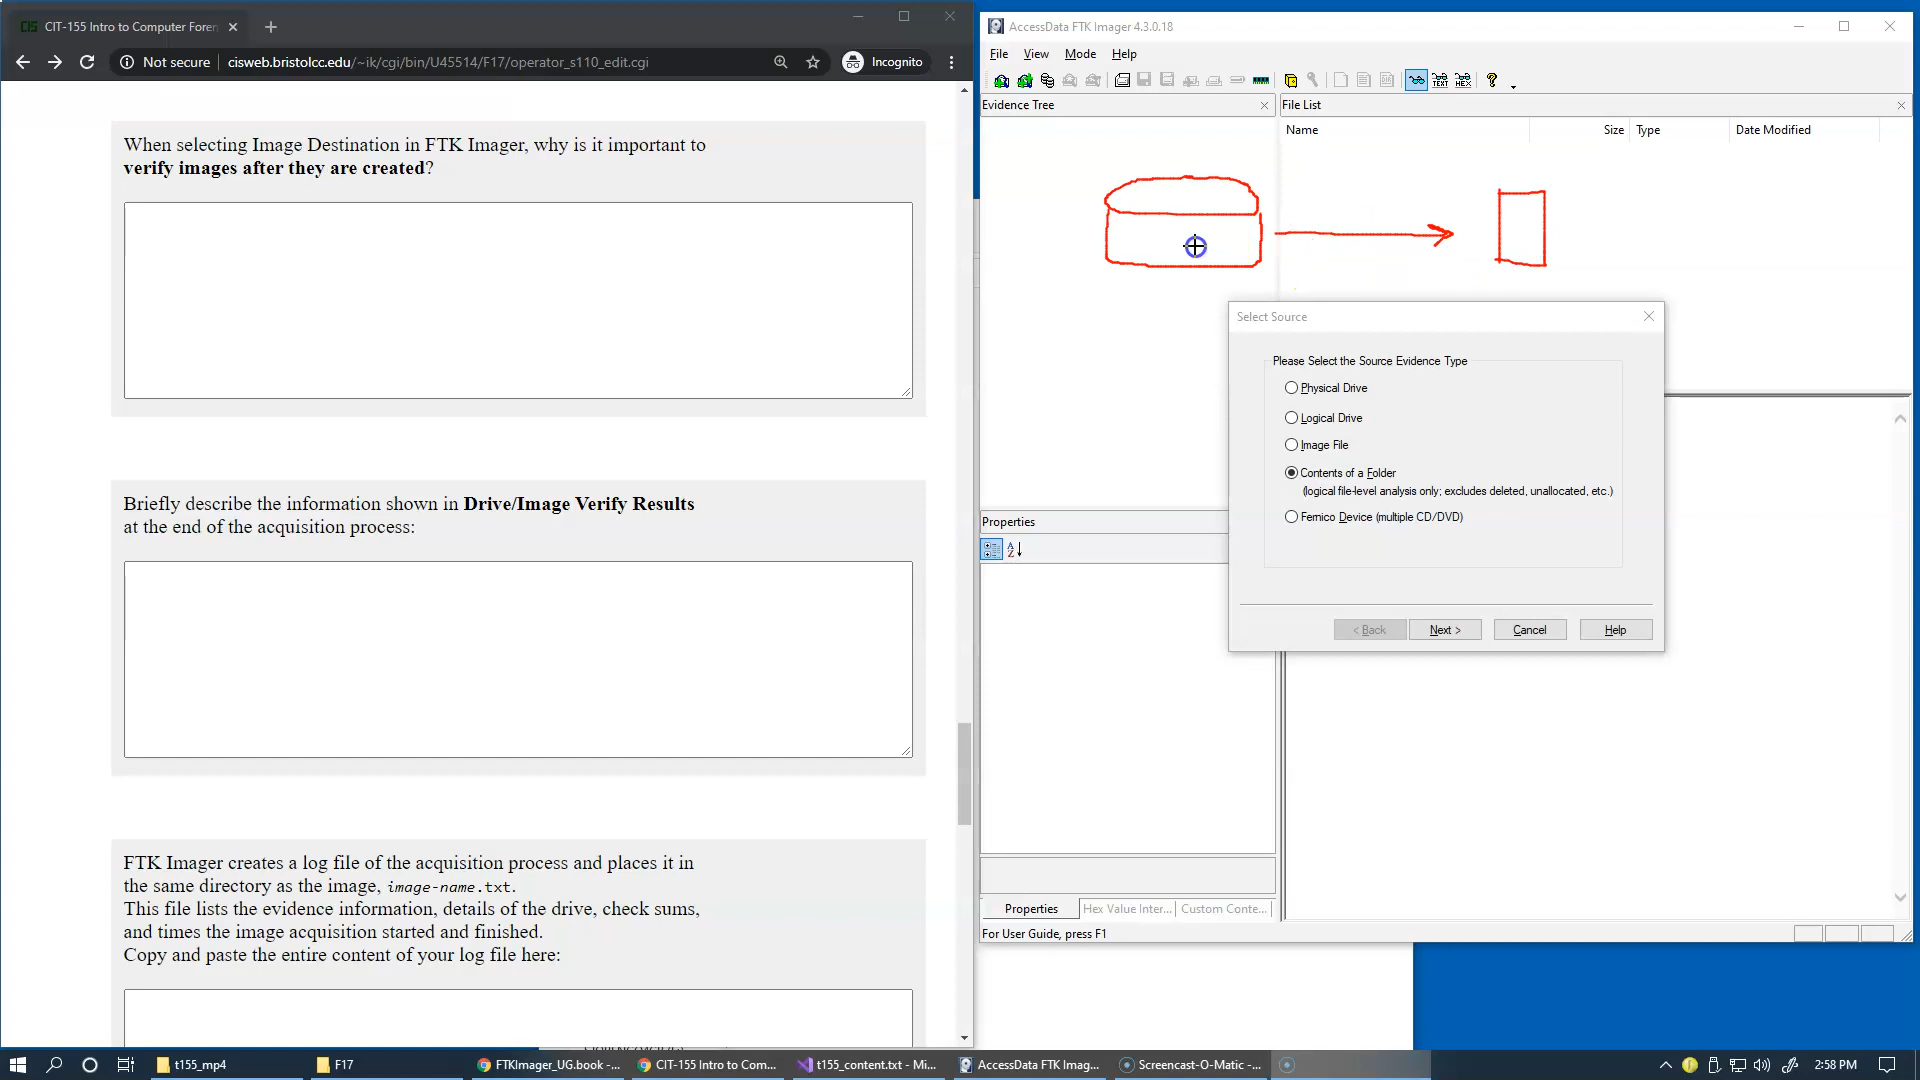 CIS CIT-155 Intro to Computer Foren
Not secure cisweb.bristolcc.edu/~ik/cgi/bin/U45514/F17/operator_s110_edit.cgi Incognito
When selecting Image Destination in FTK Imager, why is it important to
verify images after they are created?
Briefly describe the information shown in Drive/Image Verify Results
at the end of the acquisition process:
FTK Imager creates a log file of the acquisition process and places it in
the same directory as the image, image-name.txt.
This file lists the evidence information, details of the drive, check sums,
and times the image acquisition started and finished.
Copy and paste the entire content of your log file here:
AccessData FTK Imager 4.3.0.18
File View Mode Help
TEXT HEX
Evidence Tree
File List
Name Size Type Date Modified
Select Source
Please Select the Source Evidence Type
Physical Drive
Logical Drive
Image File
Contents of a Folder
(logical file-level analysis only; excludes deleted, unallocated, etc.)
Fernico Device (multiple CD/DVD)
< Back Next > Cancel Help
Properties
A
Z
Properties Hex Value Inter... Custom Conte...
For User Guide, press F1
t155_mp4 F17 FTKImager_UG.book -... CIT-155 Intro to Com... t155_content.txt - Mi... AccessData FTK Imag... Screencast-O-Matic -... 2:58 PM